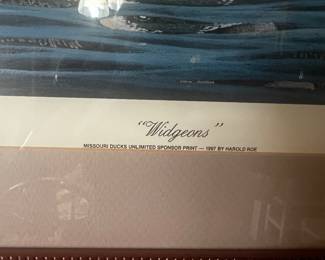 "Widgeons"
MISSOURI DUCKS UNLIMITED SPONSOR PRINT — 1997 BY HAROLD ROE